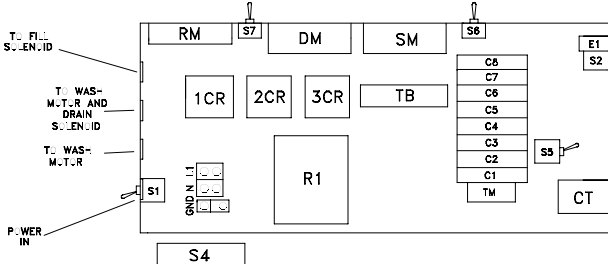 RM
S7
DM
SM
S6
E1
S2
TO FILL
SOLENOID
TO WASH
MOTOR AND
DRAIN
SOLENOID
TO WASH
MOTOR
POWER
IN
1CR
2CR
3CR
TB
C8
C7
C6
C5
C4
C3
C2
C1
TM
S5
CT
R1
L1
N
GND
S1
S4